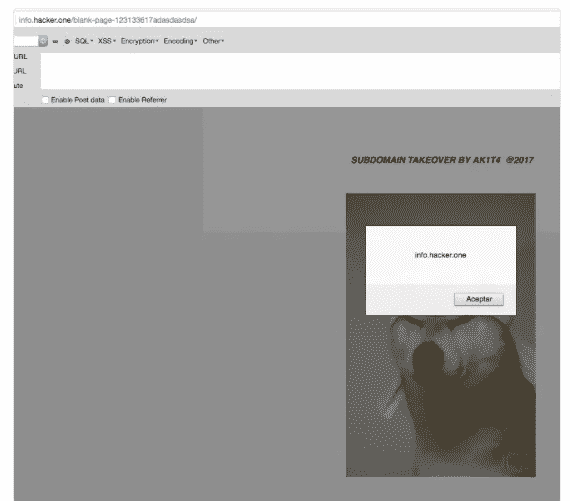 info.hacker.one/blank-page-123133617adasdasdsa/
SQL XSS Encryption Encoding Other
URL
URL
ute
Enable Post data Enable Referrer
SUBDOMAIN TAKEOVER BY AK1T4 @2017
info.hacker.one
Aceptar